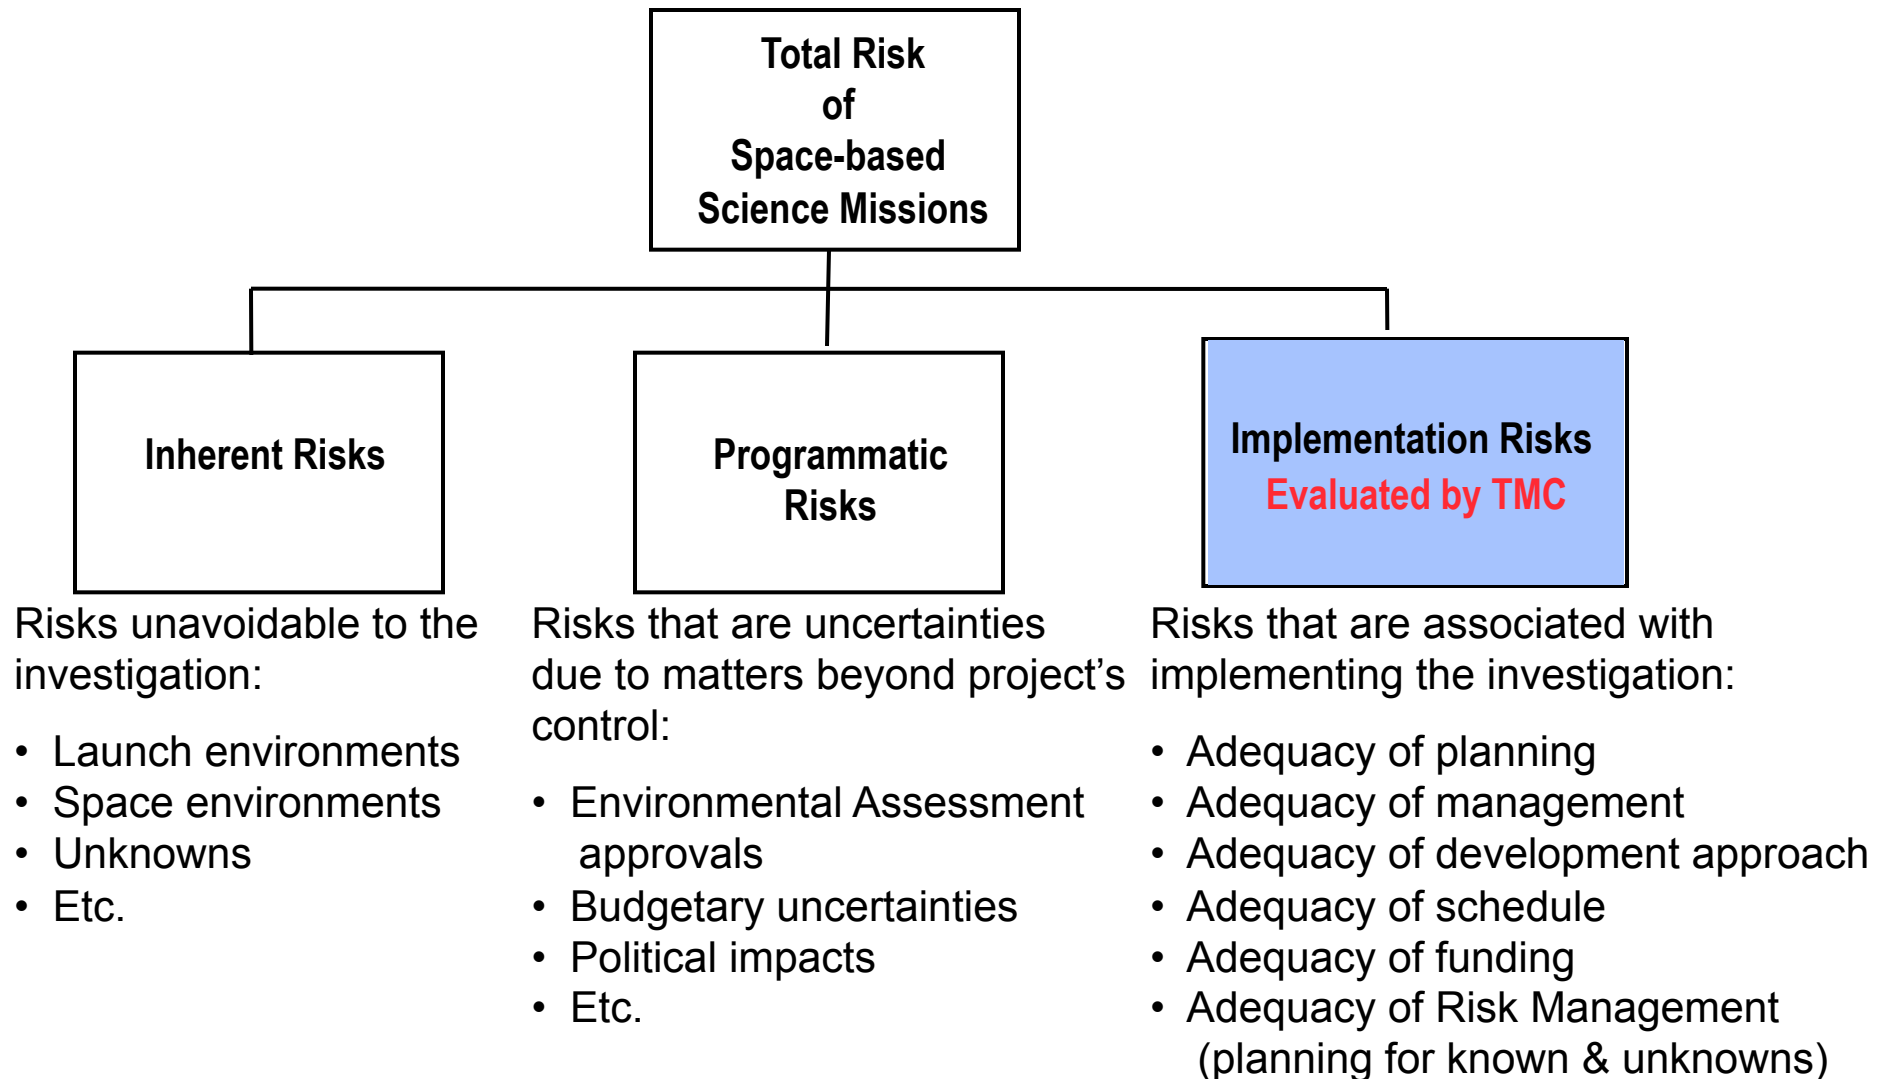 Total Risk
of
Space-based
Science Missions
Inherent Risks
Programmatic
Risks
Implementation Risks
Evaluated by TMC
Risks unavoidable to the
investigation:
• Launch environments
• Space environments
• Unknowns
• Etc.
Risks that are uncertainties
due to matters beyond project’s
control:
• Environmental Assessment
approvals
• Budgetary uncertainties
• Political impacts
• Etc.
Risks that are associated with
implementing the investigation:
• Adequacy of planning
• Adequacy of management
• Adequacy of development approach
• Adequacy of schedule
• Adequacy of funding
• Adequacy of Risk Management
(planning for known & unknowns)